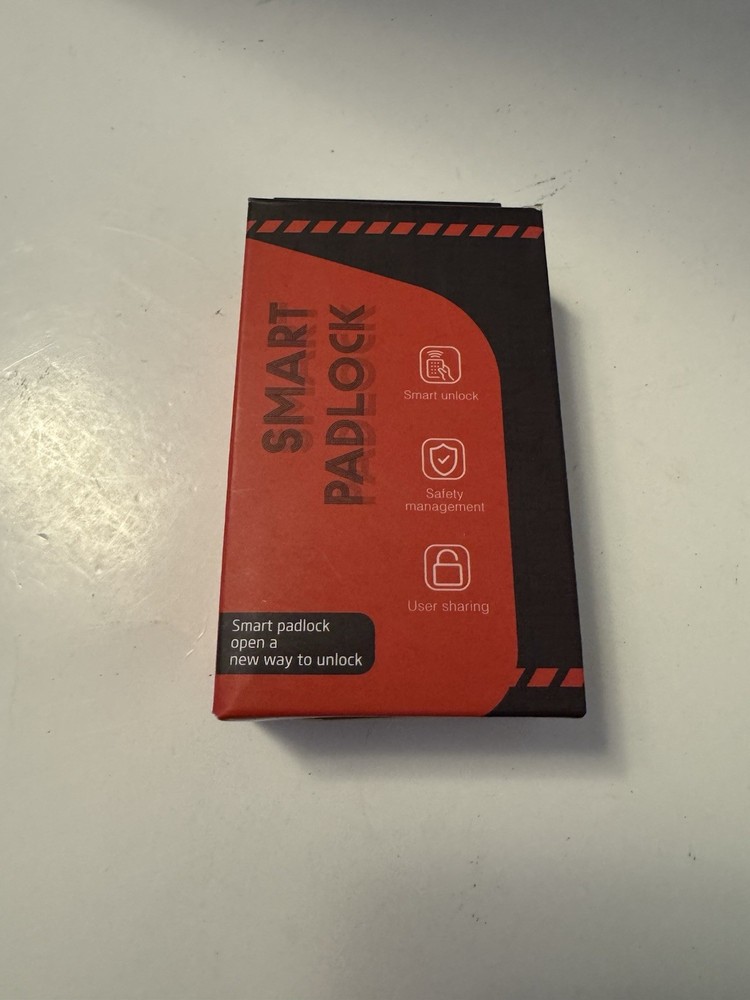 SMART
PADLOCK
Smart unlock
Safety
management
User sharing
Smart padlock
open a
new way to unlock